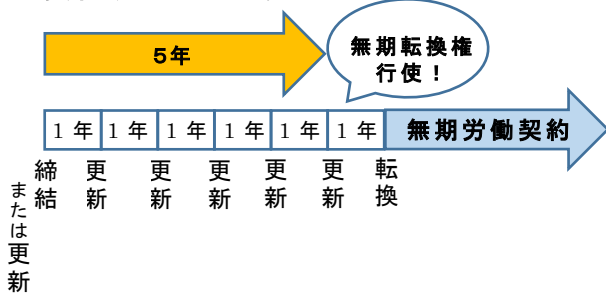 5年
無期転換権
行使！
1年 1年 1年 1年 1年 1年 無期労働契約
締結 更新 更新 更新 更新 更新 転換
または更新